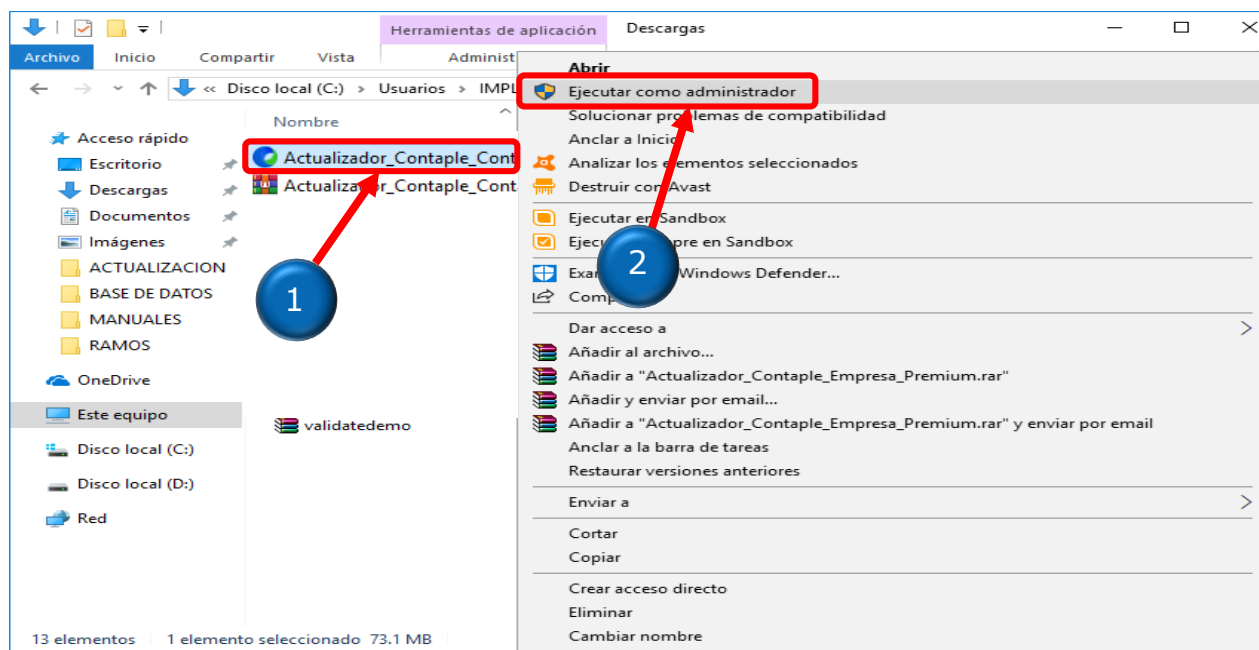 Herramientas de aplicación
Descargas
Archivo Inicio Compartir Vista Administ
« Disco local (C:) > Usuarios > IMPL
Nombre
Acceso rápido
Escritorio
Descargas
Documentos
Imágenes
ACTUALIZACION
BASE DE DATOS
MANUALES
RAMOS
OneDrive
Este equipo
Disco local (C:)
Disco local (D:)
Red
Actualizador_Contaple_Cont
Actualizador_Contaple_Cont
validatedemo
1
2
Abrir
Ejecutar como administrador
Solucionar problemas de compatibilidad
Anclar a Inicio
Analizar los elementos seleccionados
Destruir con Avast
Ejecutar en Sandbox
pre en Sandbox
Windows Defender...
Dar acceso a
Añadir al archivo...
Añadir a "Actualizador_Contaple_Empresa_Premium.rar"
Añadir y enviar por email...
Añadir a "Actualizador_Contaple_Empresa_Premium.rar" y enviar por email
Anclar a la barra de tareas
Restaurar versiones anteriores
Enviar a
Cortar
Copiar
Crear acceso directo
Eliminar
Cambiar nombre
13 elementos 1 elemento seleccionado 73.1 MB